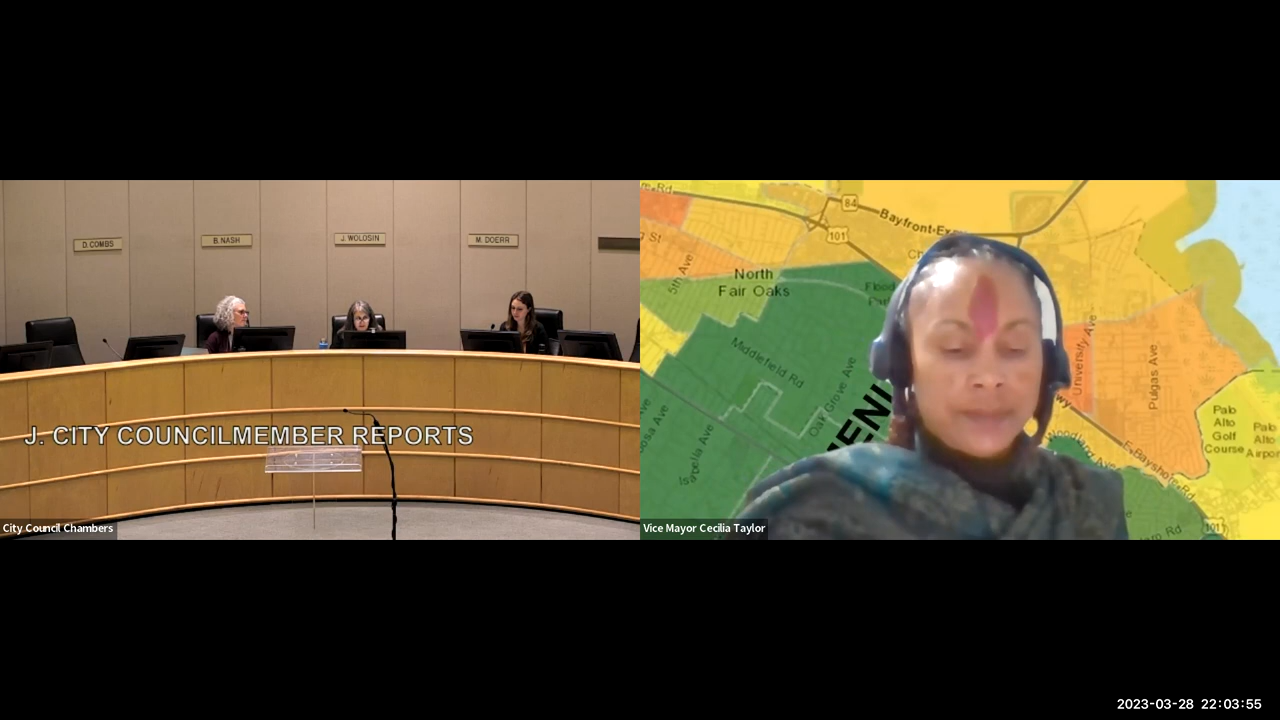 D. COMBS
B. NASH
J. WOLOSIN
M. DOERR
J. CITY COUNCILMEMBER REPORTS
City Council Chambers
84
Bayfront Ex
101
5th Ave
North
Fair Oaks
Middlefield Rd
Oak Grove Ave
University Ave
Pulgas Ave
Palo
Alto
Golf
Course
Palo
Alto
Airpor
E Bayshore Rd
101
Vice Mayor Cecilia Taylor
2023-03-28 22:03:55